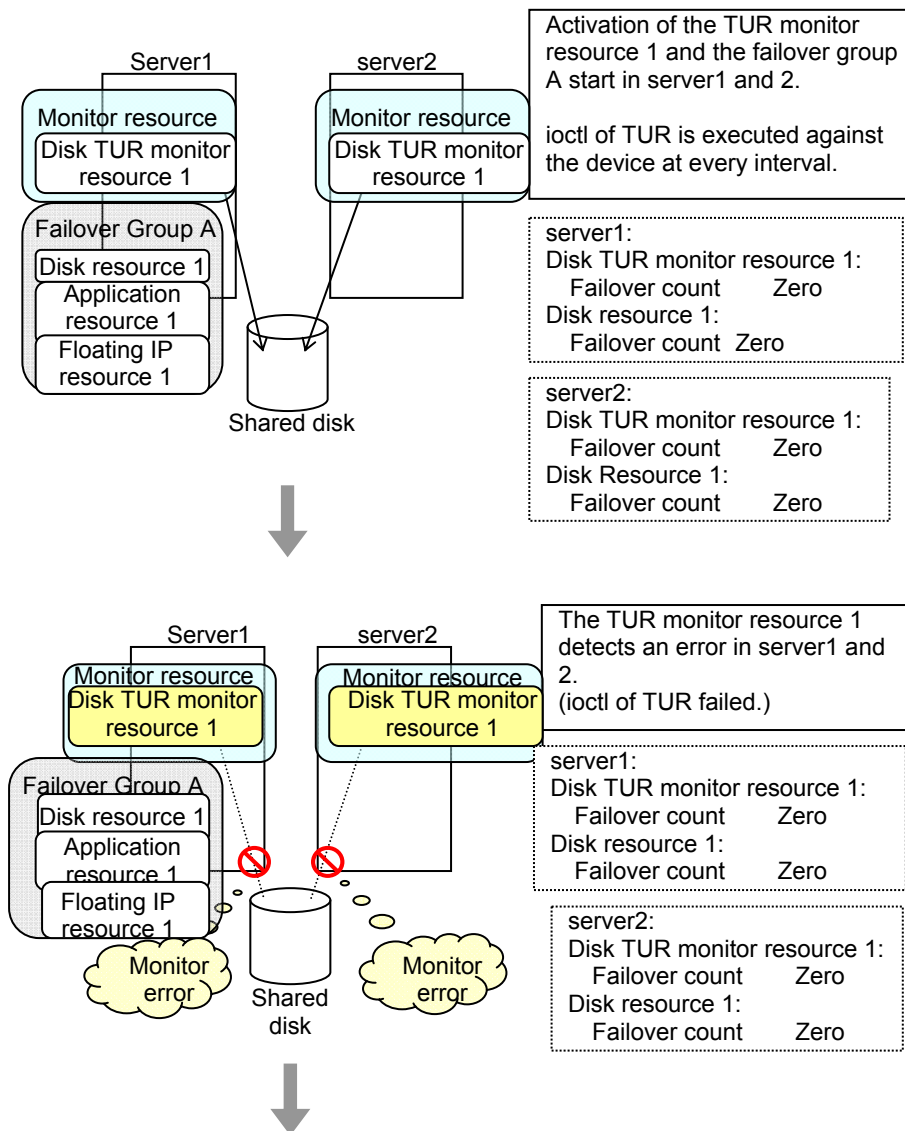 Server1
server2
Monitor resource
Disk TUR monitor
resource 1
Monitor resource
Disk TUR monitor
resource 1
Failover Group A
Disk resource 1
Application
resource 1
Floating IP
resource 1
Shared disk
Activation of the TUR monitor
resource 1 and the failover group
A start in server1 and 2.
ioctl of TUR is executed against
the device at every interval.
server1:
Disk TUR monitor resource 1:
Failover count Zero
Disk resource 1:
Failover count Zero
server2:
Disk TUR monitor resource 1:
Failover count Zero
Disk Resource 1:
Failover count Zero
Server1
server2
Monitor resource
Disk TUR monitor
resource 1
Monitor resource
Disk TUR monitor
resource 1
Failover Group A
Disk resource 1
Application
resource 1
Floating IP
resource 1
Monitor
error
Shared
disk
Monitor
error
The TUR monitor resource 1
detects an error in server1 and
2.
(ioctl of TUR failed.)
server1:
Disk TUR monitor resource 1:
Failover count Zero
Disk resource 1:
Failover count Zero
server2:
Disk TUR monitor resource 1:
Failover count Zero
Disk resource 1:
Failover count Zero